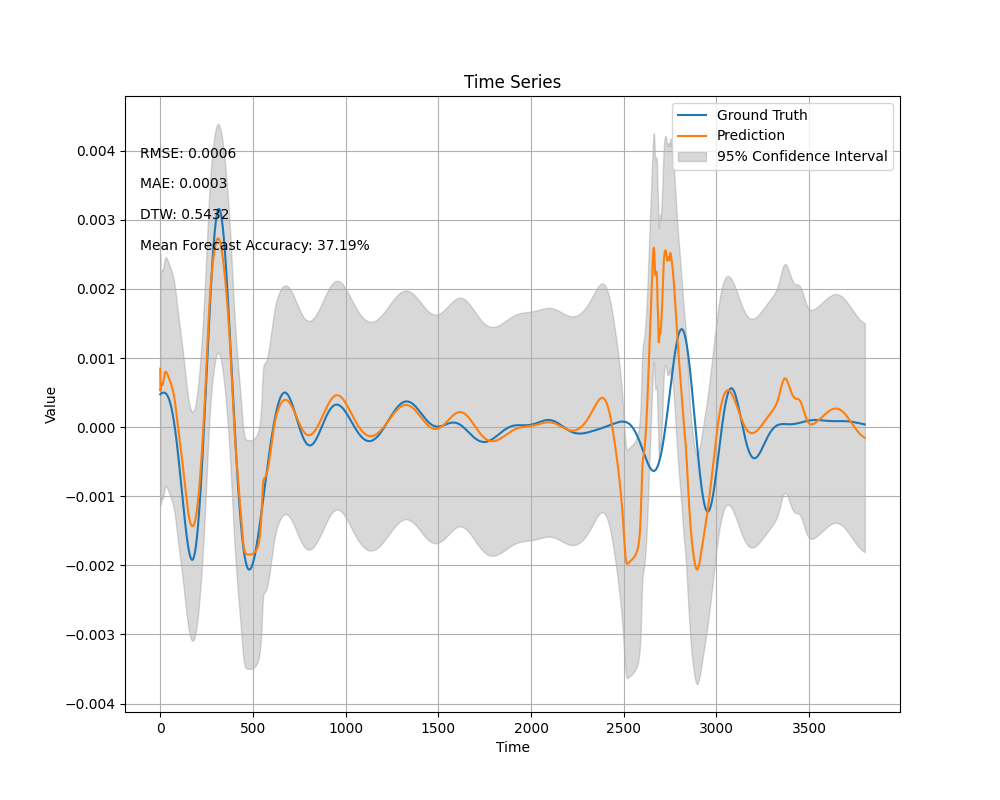 Time Series
Ground Truth
Prediction
95% Confidence Interval
RMSE: 0.0006
MAE: 0.0003
DTW: 0.5432
Mean Forecast Accuracy: 37.19%
Value
0.004
0.003
0.002
0.001
0.000
−0.001
−0.002
−0.003
−0.004
0 500 1000 1500 2000 2500 3000 3500
Time